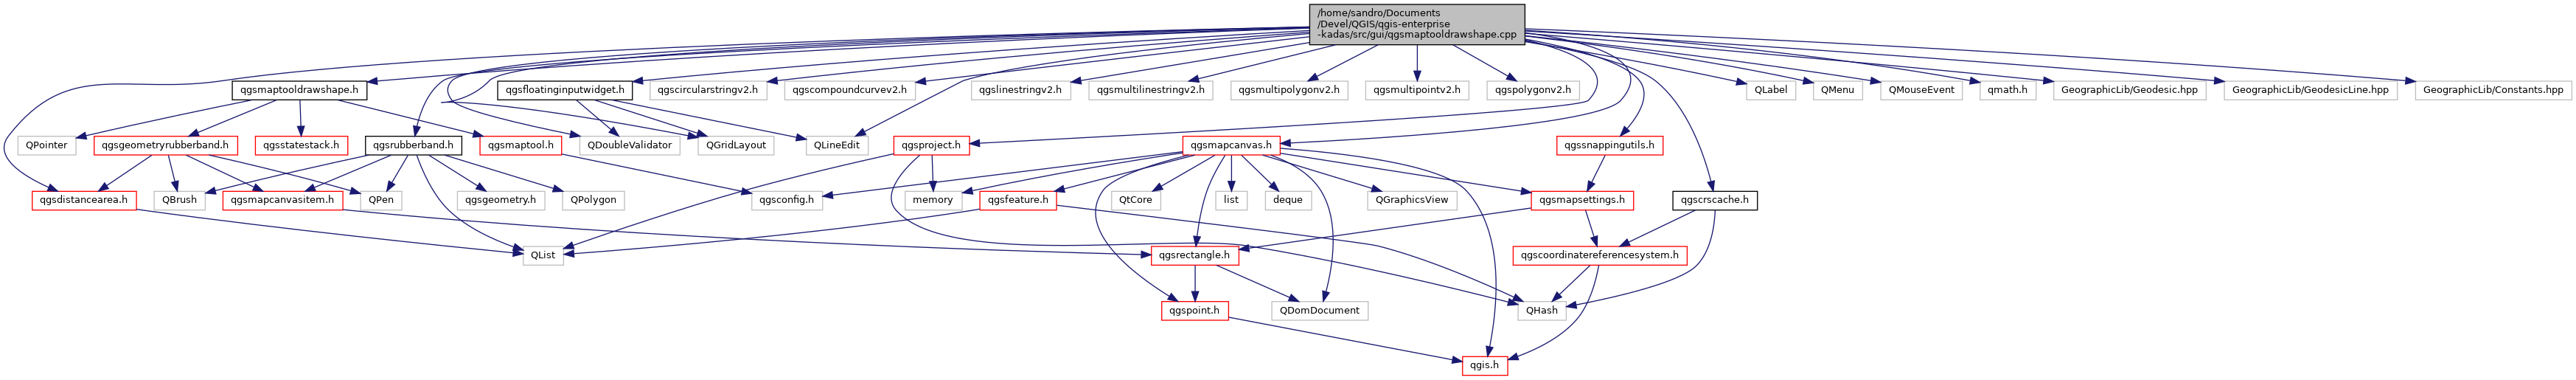 /home/sandro/Documents
/Devel/QGIS/qgis-enterprise
-kadas/src/gui/qgsmaptooldrawshape.cpp
qgsmaptooldrawshape.h
qgsfloatinginputwidget.h
qgscircularstringv2.h
qgscompoundcurvev2.h
qgslinestringv2.h
qgsmultilinestringv2.h
qgsmultipolygonv2.h
qgsmultipointv2.h
qgspolygonv2.h
QLabel
QMenu
QMouseEvent
qmath.h
GeographicLib/Geodesic.hpp
GeographicLib/GeodesicLine.hpp
GeographicLib/Constants.hpp
QPointer
qgsgeometryrubberband.h
qgsstatestack.h
qgsrubberband.h
qgsmaptool.h
QDoubleValidator
QGridLayout
QLineEdit
qgsproject.h
qgsmapcanvas.h
qgssnappingutils.h
qgsdistancearea.h
QBrush
qgsmapcanvasitem.h
QPen
qgsgeometry.h
QPolygon
qgsconfig.h
memory
qgsfeature.h
QtCore
list
deque
QGraphicsView
qgsmapsettings.h
qgscrscache.h
QList
qgsrectangle.h
qgscoordinatereferencesystem.h
qgspoint.h
QDomDocument
QHash
qgis.h